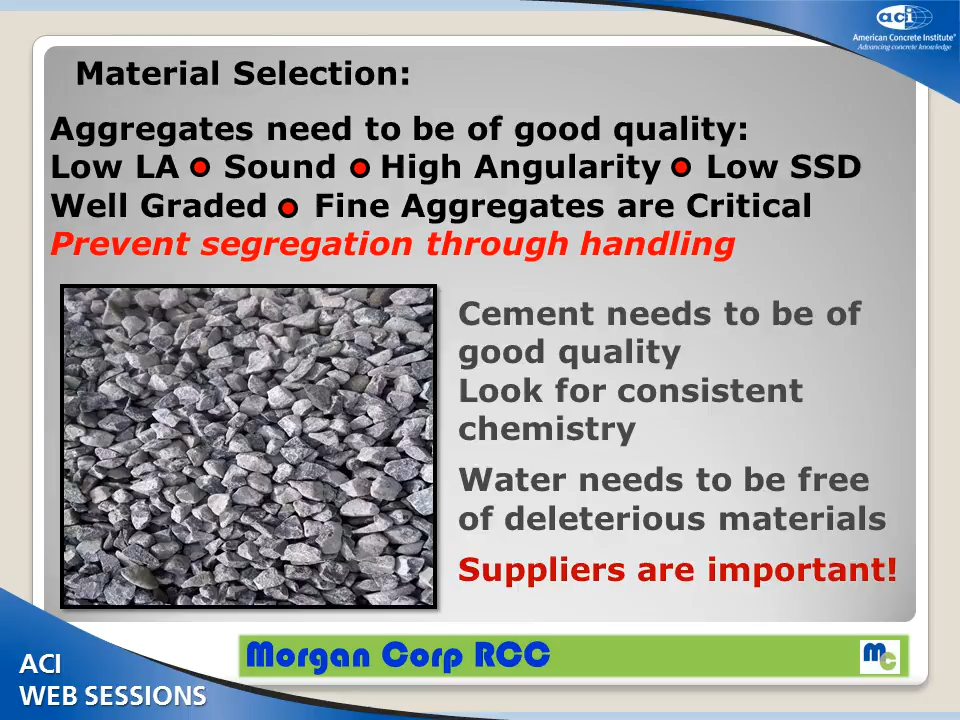 aci
American Concrete Institute®
Advancing concrete knowledge
Material Selection:
Aggregates need to be of good quality:
Low LA ● Sound ● High Angularity ● Low SSD
Well Graded ● Fine Aggregates are Critical
Prevent segregation through handling
Cement needs to be of
good quality
Look for consistent
chemistry
Water needs to be free
of deleterious materials
Suppliers are important!
Morgan Corp RCC
MC
ACI
WEB SESSIONS